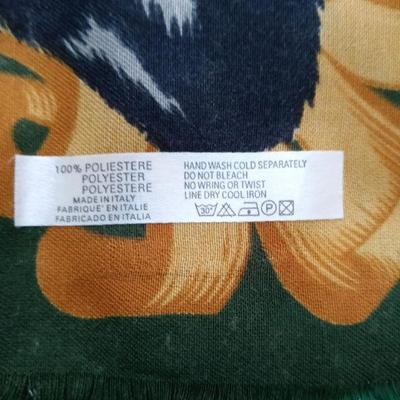 100% POLIESTERE
POLYESTER
POLYESTERE
MADE IN ITALY
FABRIQUE' EN ITALIE
FABRICADO EN ITALIA
HAND WASH COLD SEPARATELY
DO NOT BLEACH
NO WRING OR TWIST
LINE DRY COOL IRON
30° P